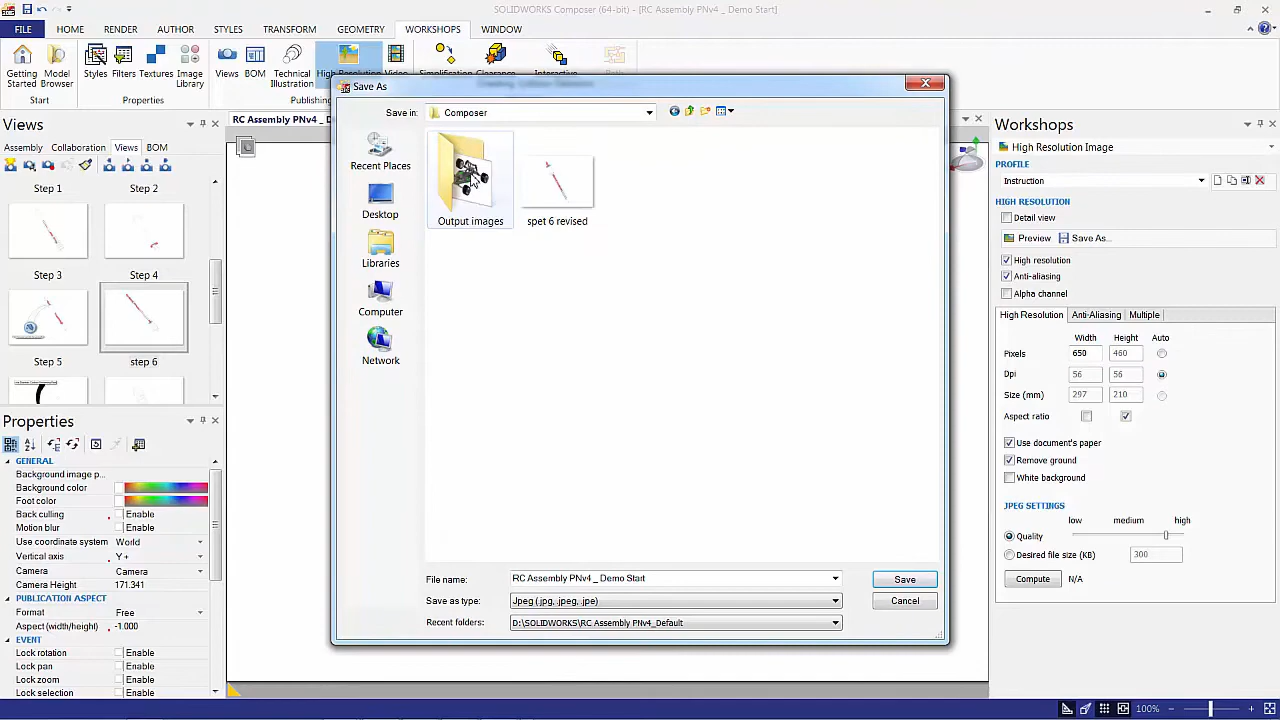 SOLIDWORKS Composer (64-bit) - [RC Assembly PNv4 _ Demo Start]
FILE HOME RENDER AUTHOR STYLES TRANSFORM GEOMETRY WORKSHOPS WINDOW
Getting Started
Model Browser
Styles
Filters
Textures
Image Library
Views
BOM
Technical Illustration
High Resolution
Video
Start
Properties
Publishing
Views
Assembly Collaboration Views BOM
Step 1 Step 2
Step 3 Step 4
Step 5 step 6
Properties
GENERAL
Background image p...
Background color
Foot color
Back culling Enable
Motion blur Enable
Use coordinate system World
Vertical axis Y +
Camera Camera
Camera Height 171.341
PUBLICATION ASPECT
Format Free
Aspect (width/height) -1.000
EVENT
Lock rotation Enable
Lock pan Enable
Lock zoom Enable
Lock selection Enable
RC Assembly PNv4 _ D
Save As
Save in: Composer
Recent Places
Desktop
Libraries
Computer
Network
Output images
spet 6 revised
File name: RC Assembly PNv4 _ Demo Start
Save as type: Jpeg (.jpg, .jpeg, .jpe)
Recent folders: D:\SOLIDWORKS\RC Assembly PNv4_Default
Save
Cancel
Workshops
High Resolution Image
PROFILE
Instruction
HIGH RESOLUTION
Detail view
Preview Save As...
High resolution
Anti-aliasing
Alpha channel
High Resolution Anti-Aliasing Multiple
Width Height Auto
Pixels 650 460
Dpi 56 56
Size (mm) 297 210
Aspect ratio
Use document's paper
Remove ground
White background
JPEG SETTINGS
low medium high
Quality
Desired file size (KB) 300
Compute N/A
100%